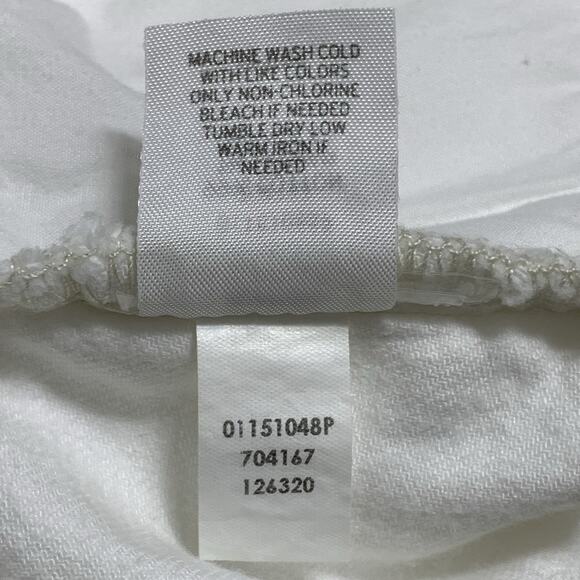 MACHINE WASH COLD
WITH LIKE COLORS
ONLY NON-CHLORINE
BLEACH IF NEEDED
TUMBLE DRY LOW
WARM IRON IF
NEEDED
01151048P
704167
126320